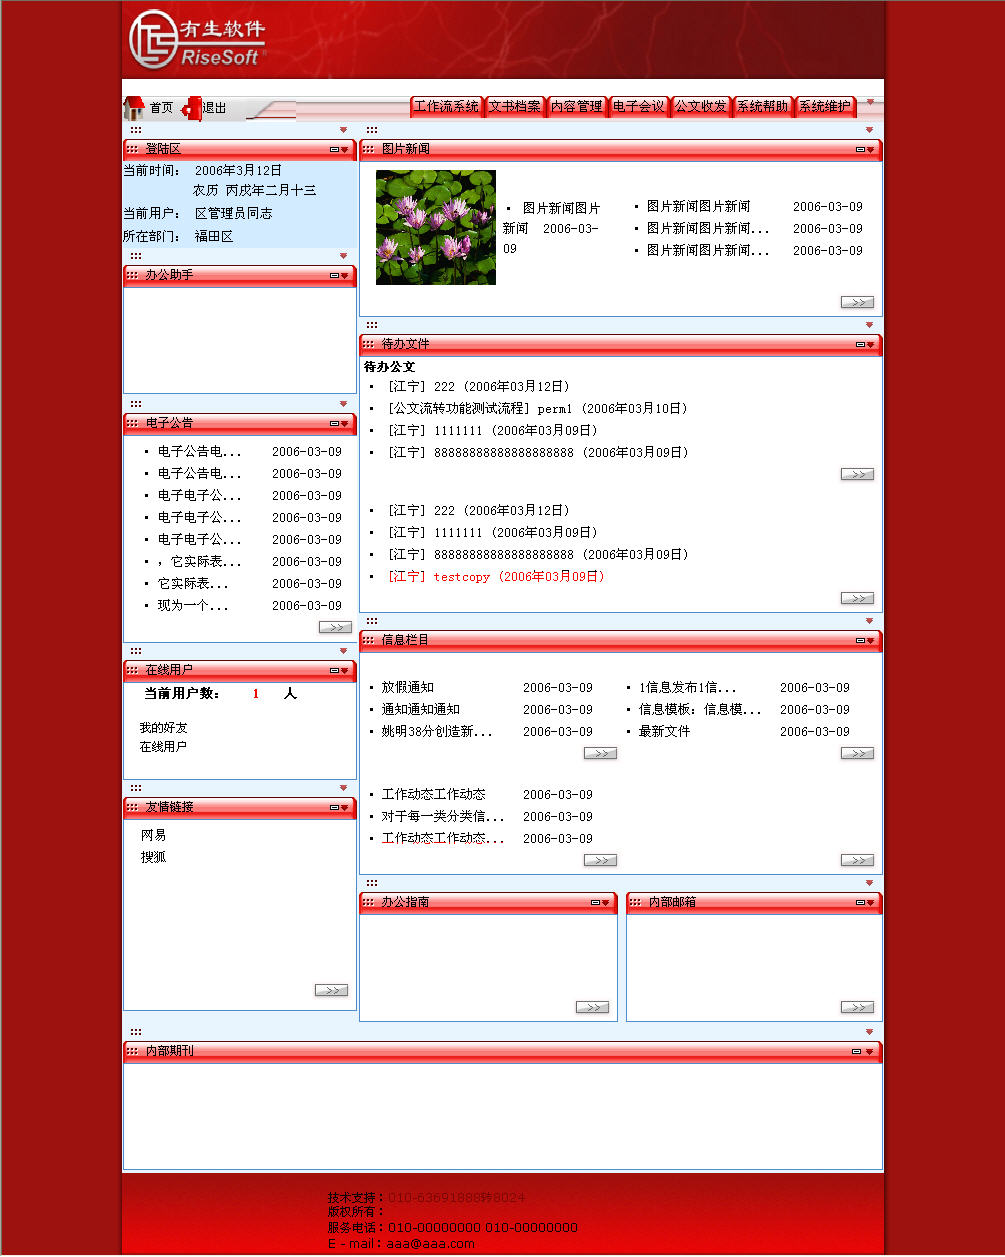 有生软件
RiseSoft
首页 退出
工作流系统 文书档案 内容管理 电子会议 公文收发 系统帮助 系统维护
登陆区
当前时间： 2006年3月12日
农历 丙戌年二月十三
当前用户： 区管理员同志
所在部门： 福田区
办公助手
电子公告
电子公告电... 2006-03-09
电子公告电... 2006-03-09
电子电子公... 2006-03-09
电子电子公... 2006-03-09
电子电子公... 2006-03-09
，它实际表... 2006-03-09
它实际表... 2006-03-09
现为一个... 2006-03-09
>>
在线用户
当前用户数： 1 人
我的好友
在线用户
友情链接
网易
搜狐
>>
图片新闻
图片新闻图片
新闻 2006-03-
09
图片新闻图片新闻 2006-03-09
图片新闻图片新闻... 2006-03-09
图片新闻图片新闻... 2006-03-09
>>
待办文件
待办公文
[江宁] 222 (2006年03月12日)
[公文流转功能测试流程] perm1 (2006年03月10日)
[江宁] 1111111 (2006年03月09日)
[江宁] 88888888888888888888 (2006年03月09日)
>>
[江宁] 222 (2006年03月12日)
[江宁] 1111111 (2006年03月09日)
[江宁] 88888888888888888888 (2006年03月09日)
[江宁] testcopy (2006年03月09日)
>>
信息栏目
放假通知 2006-03-09
通知通知通知 2006-03-09
姚明38分创造新... 2006-03-09
>>
1信息发布1信... 2006-03-09
信息模板：信息模... 2006-03-09
最新文件 2006-03-09
>>
工作动态工作动态 2006-03-09
对于每一类分类信... 2006-03-09
工作动态工作动态... 2006-03-09
>>
>>
办公指南
>>
内部邮箱
>>
内部期刊
技术支持：010-63691888转8024
版权所有：
服务电话：010-00000000 010-00000000
E - mail：aaa@aaa.com